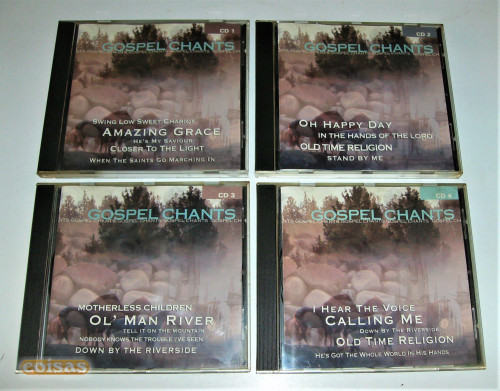 CD 1
GOSPEL CHANTS
SWING LOW SWEET CHARIOT
AMAZING GRACE
HE'S MY SAVIOUR
CLOSER TO THE LIGHT
WHEN THE SAINTS GO MARCHING IN
CD 2
GOSPEL CHANTS
OH HAPPY DAY
IN THE HANDS OF THE LORD
OLD TIME RELIGION
STAND BY ME
CD 3
GOSPEL CHANTS
MOTHERLESS CHILDREN
OL' MAN RIVER
TELL IT ON THE MOUNTAIN
NOBODY KNOWS THE TROUBLE I'VE SEEN
DOWN BY THE RIVERSIDE
CD 4
GOSPEL CHANTS
I HEAR THE VOICE
CALLING ME
DOWN BY THE RIVERSIDE
OLD TIME RELIGION
HE'S GOT THE WHOLE WORLD IN HIS HANDS
coisas